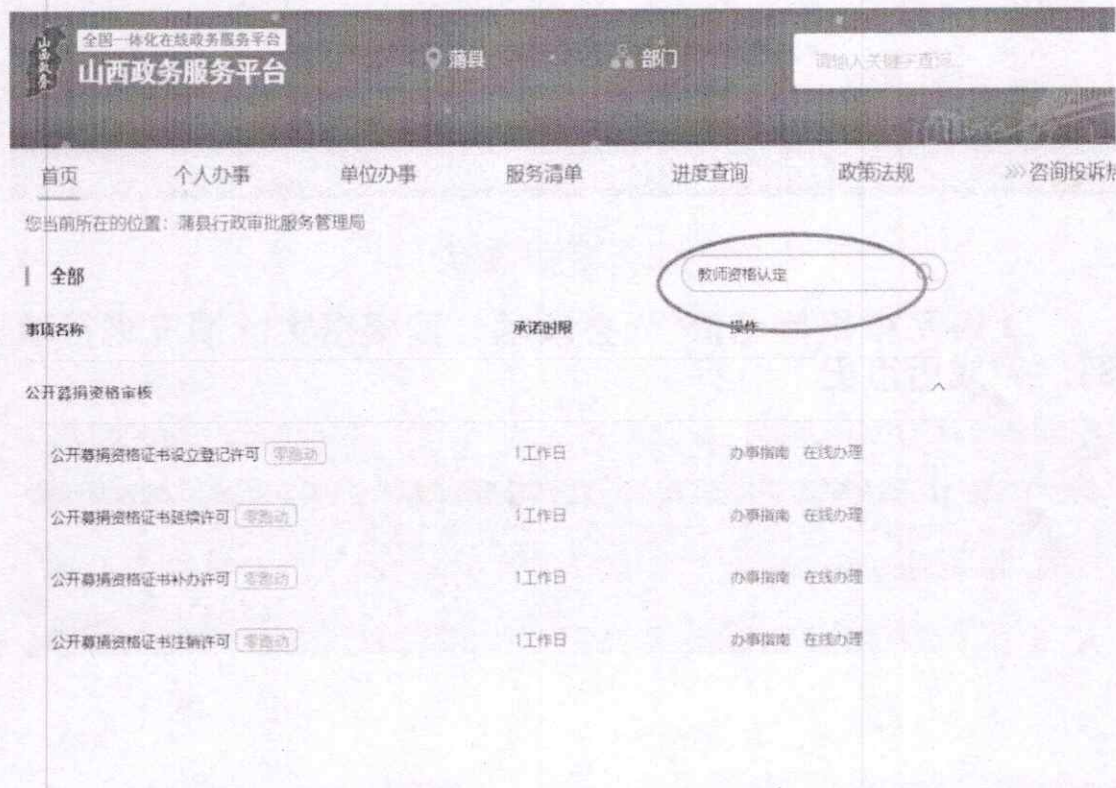 全国一体化在线政务服务平台
山西政务服务平台
蒲县
部门
请输入关键字查询...
首页 个人办事 单位办事 服务清单 进度查询 政策法规 >>> 咨询投诉热
您当前所在的位置：蒲县行政审批服务管理局
全部
教师资格认定
事项名称 承诺时限 操作
公开募捐资格审核
公开募捐资格证书设立登记许可 零跑动 1工作日 办事指南 在线办理
公开募捐资格证书延续许可 零跑动 1工作日 办事指南 在线办理
公开募捐资格证书补办许可 零跑动 1工作日 办事指南 在线办理
公开募捐资格证书注销许可 零跑动 1工作日 办事指南 在线办理